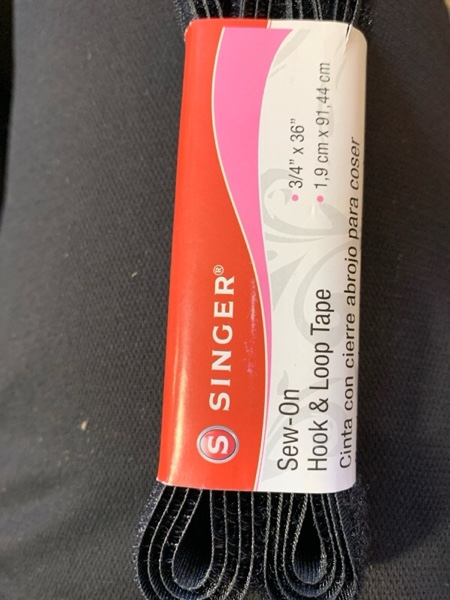 S SINGER®
Sew-On
Hook & Loop Tape
Cinta con cierre abrojo para coser
• 3/4" x 36"
• 1,9 cm x 91,44 cm